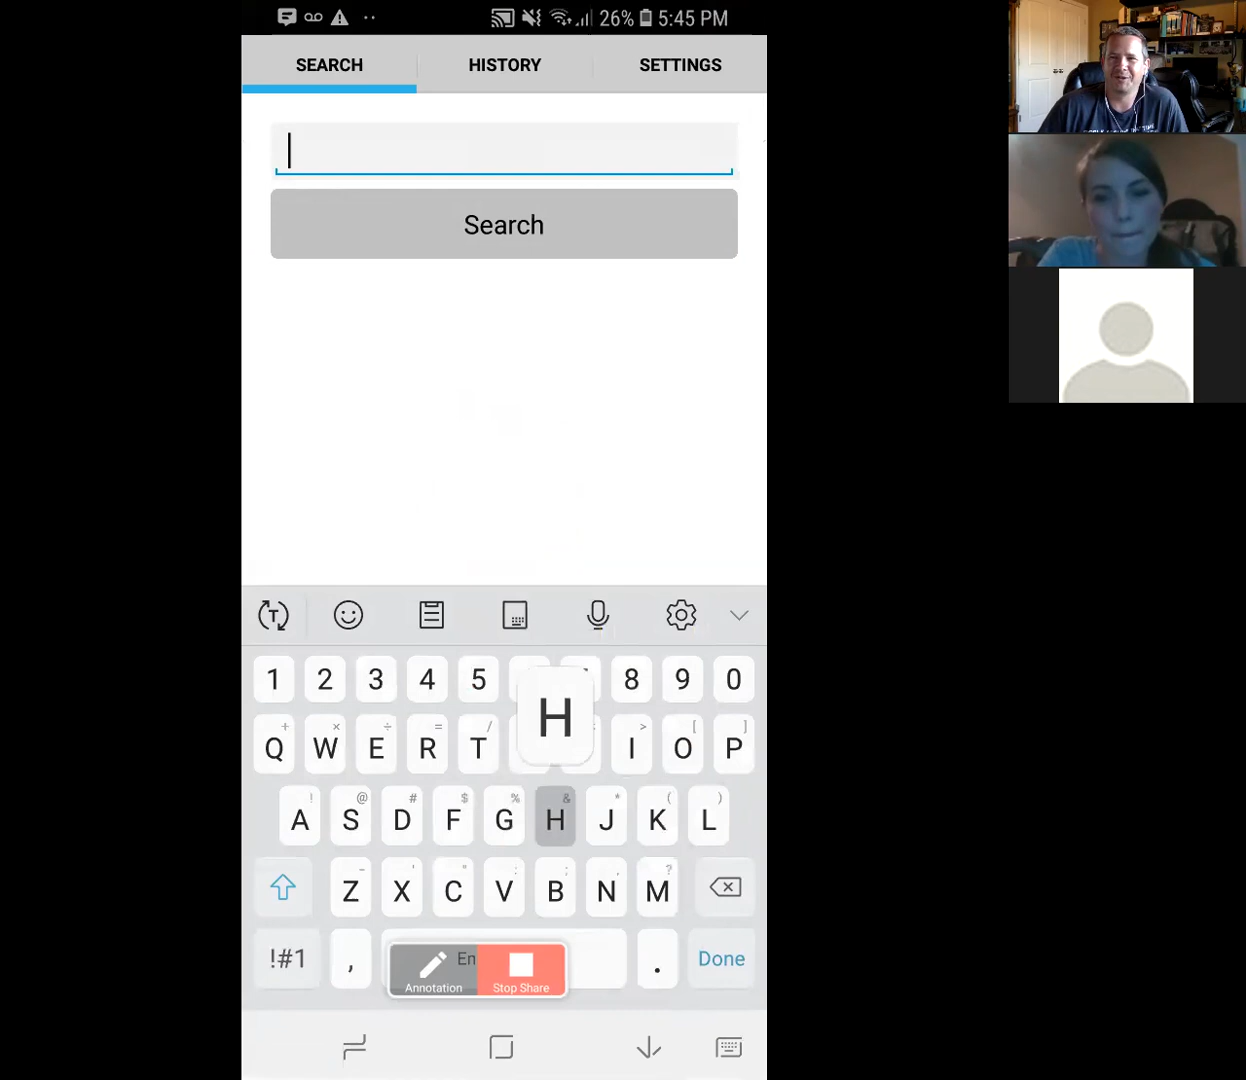 26% 5:45 PM
SEARCH HISTORY SETTINGS
Search
T
1 2 3 4 5 8 9 0
H
+ × ÷ = / > [ ]
Q W E R T I O P
! @ # $ % & * ( )
A S D F G H J K L
- ' " : ; , ?
Z X C V B N M
!#1 , En . Done
Annotation Stop Share